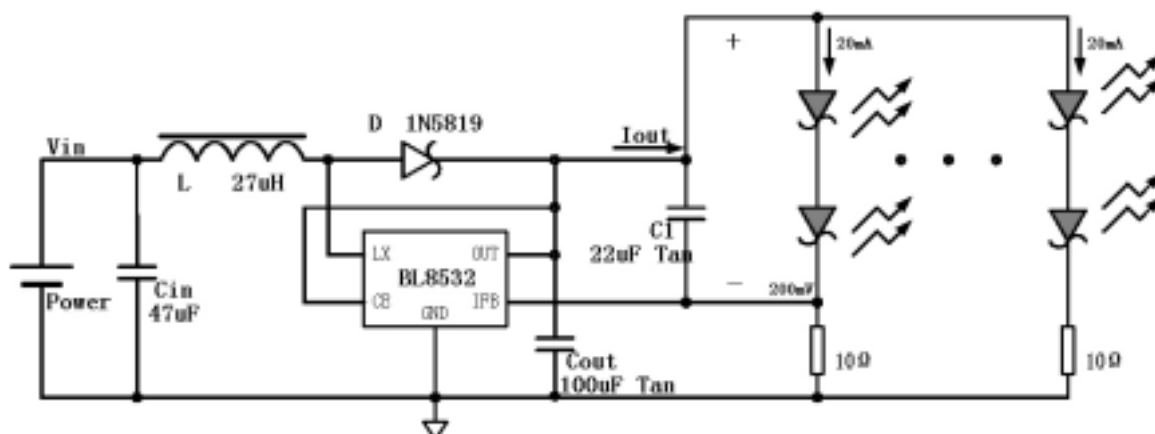 +
20mA
20mA
D 1N5819
Iout
Vin
L 27uH
C1
22uF Tan
LX OUT
BL8532
CE IFB
GND
Power
Cin
47uF
-
200mV
Cout
100uF Tan
10Ω
10Ω